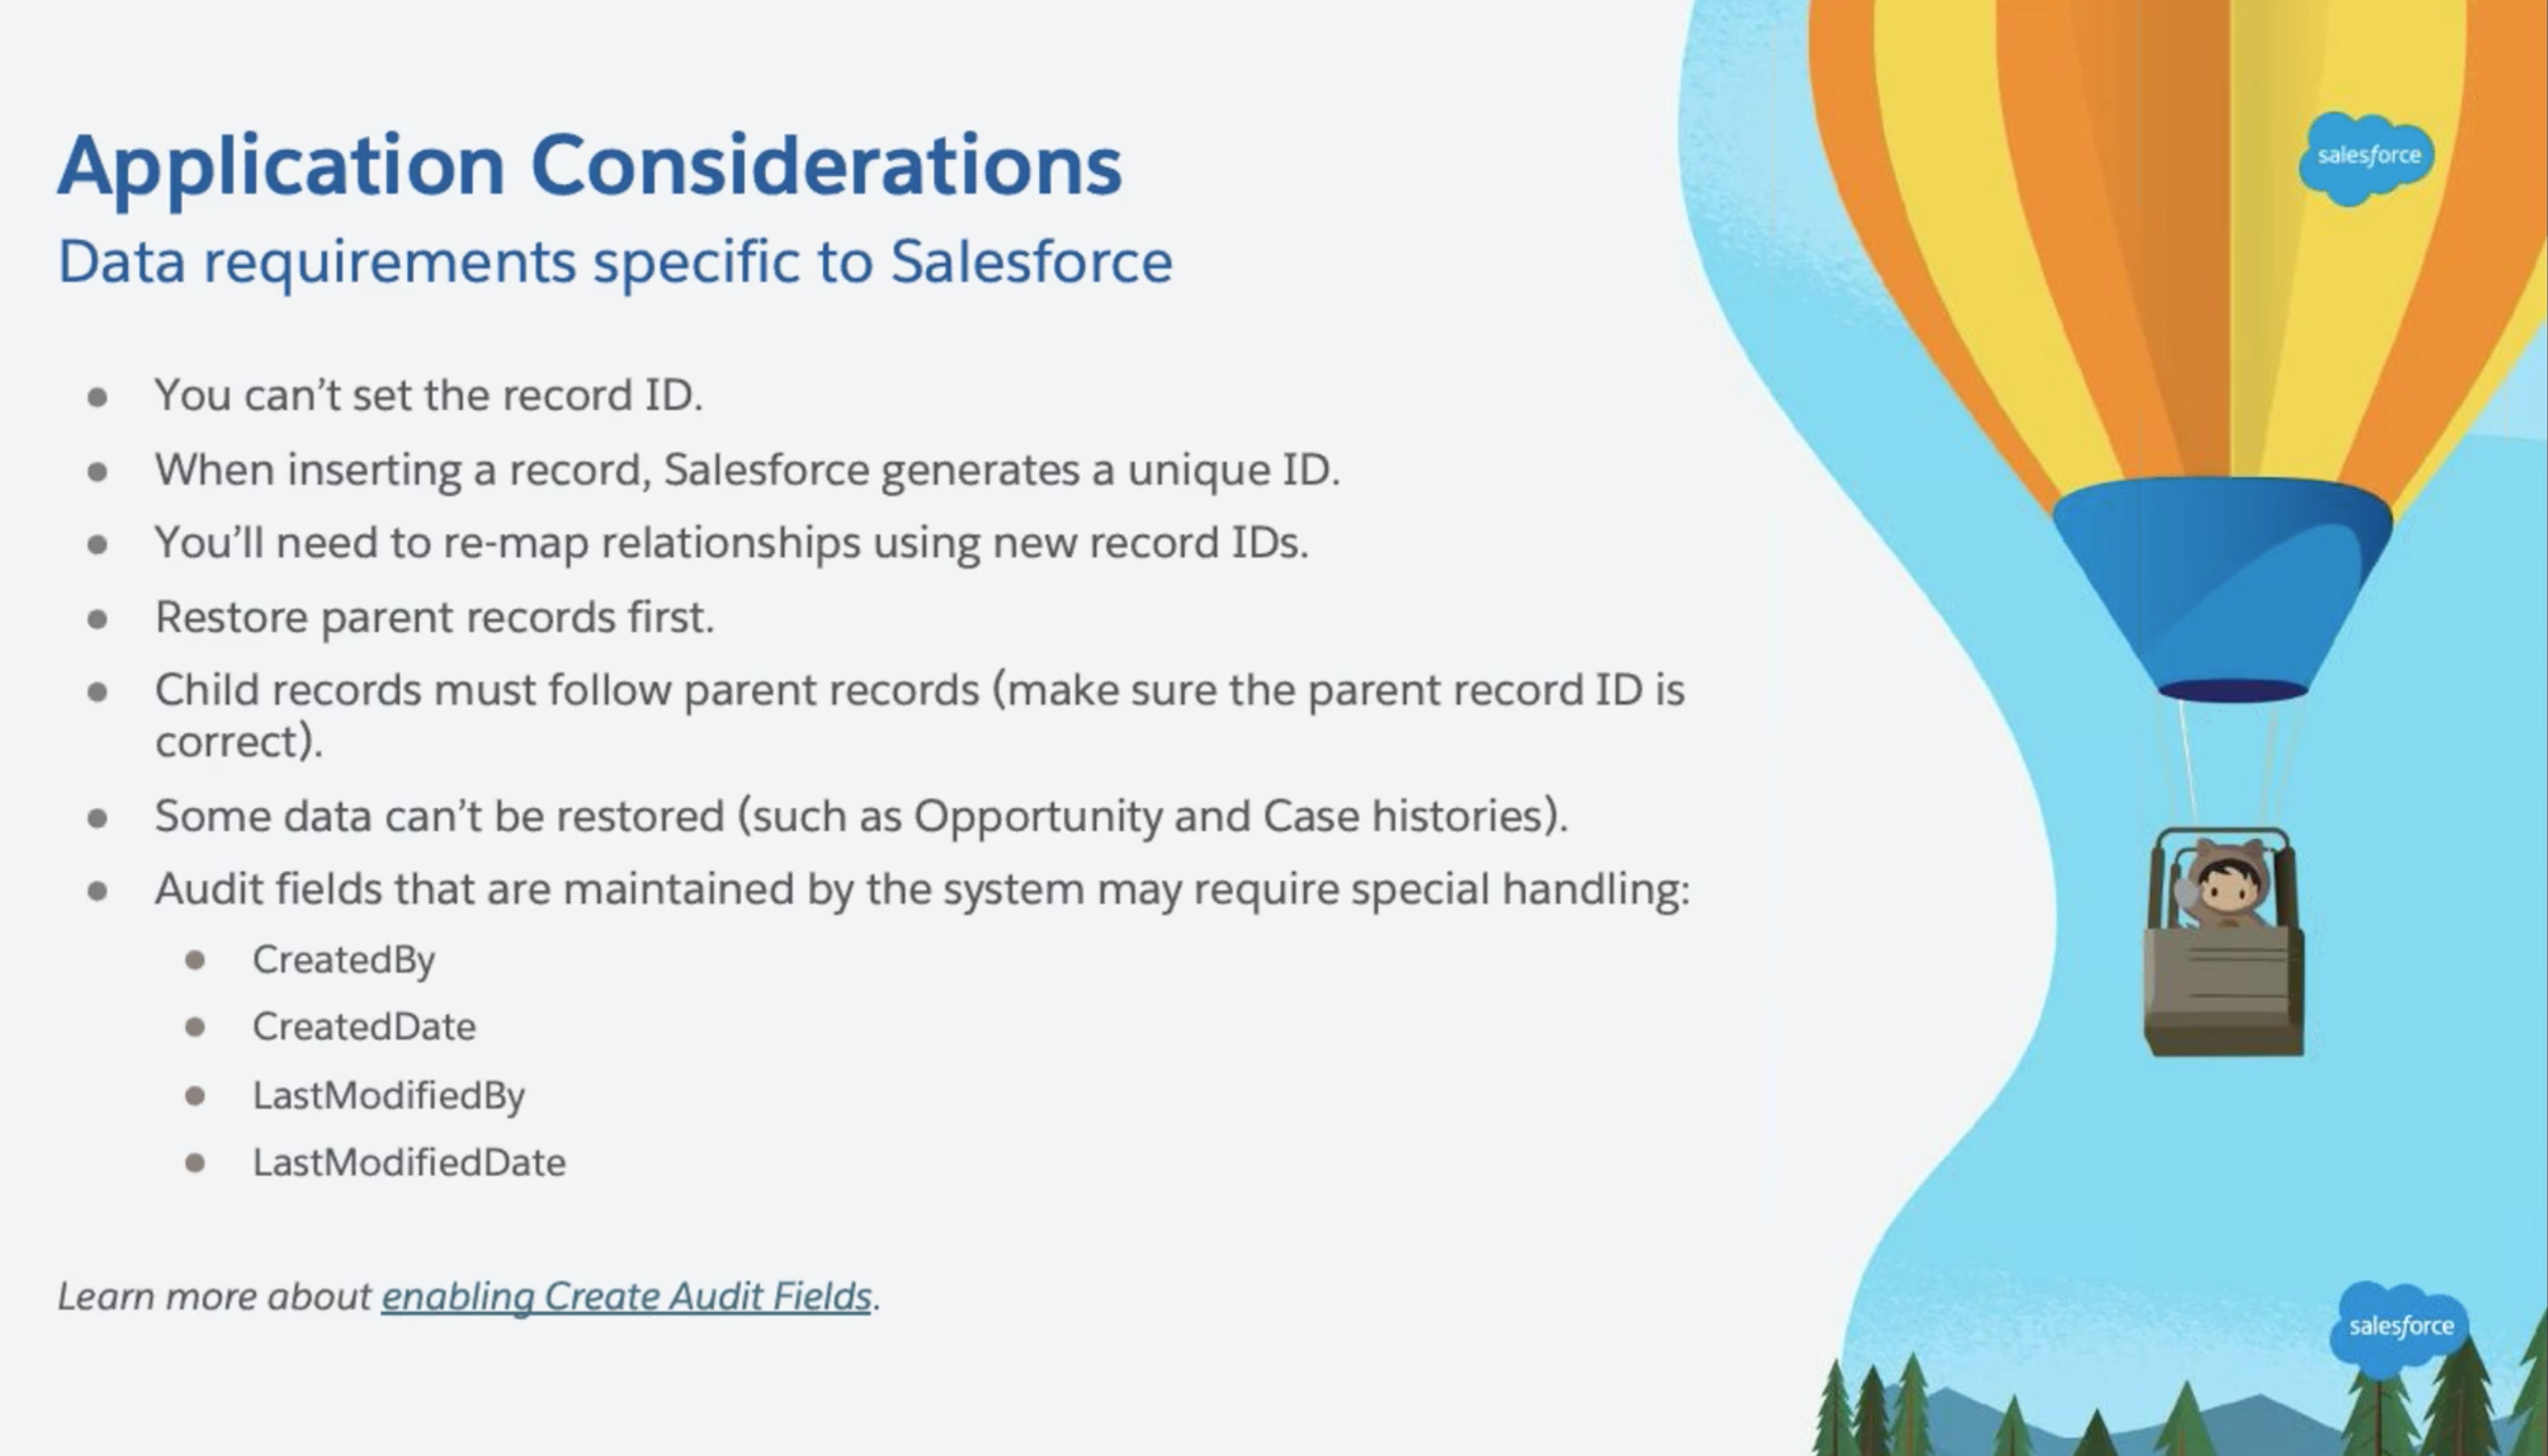 Application Considerations
Data requirements specific to Salesforce
salesforce
● You can’t set the record ID.
● When inserting a record, Salesforce generates a unique ID.
● You’ll need to re-map relationships using new record IDs.
● Restore parent records first.
● Child records must follow parent records (make sure the parent record ID is
correct).
● Some data can’t be restored (such as Opportunity and Case histories).
● Audit fields that are maintained by the system may require special handling:
● CreatedBy
● CreatedDate
● LastModifiedBy
● LastModifiedDate
Learn more about enabling Create Audit Fields.
salesforce